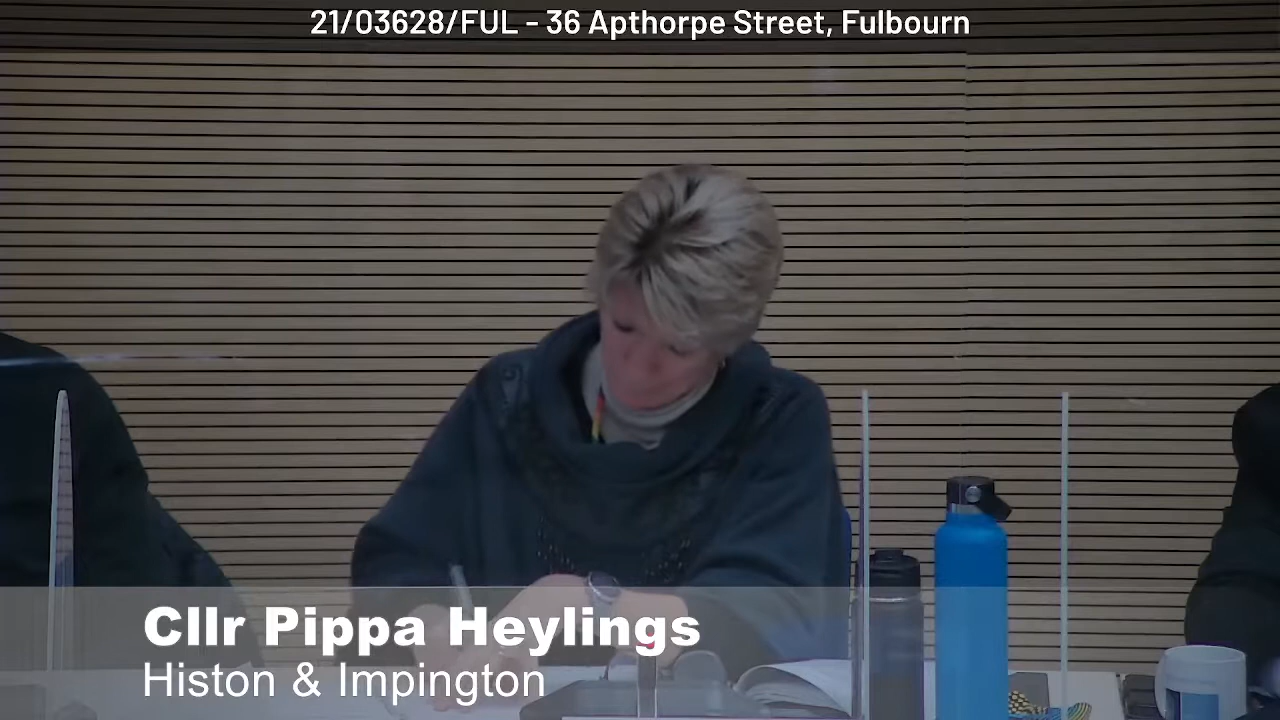 21/03628/FUL - 36 Apthorpe Street, Fulbourn
Cllr Pippa Heylings
Histon & Impington